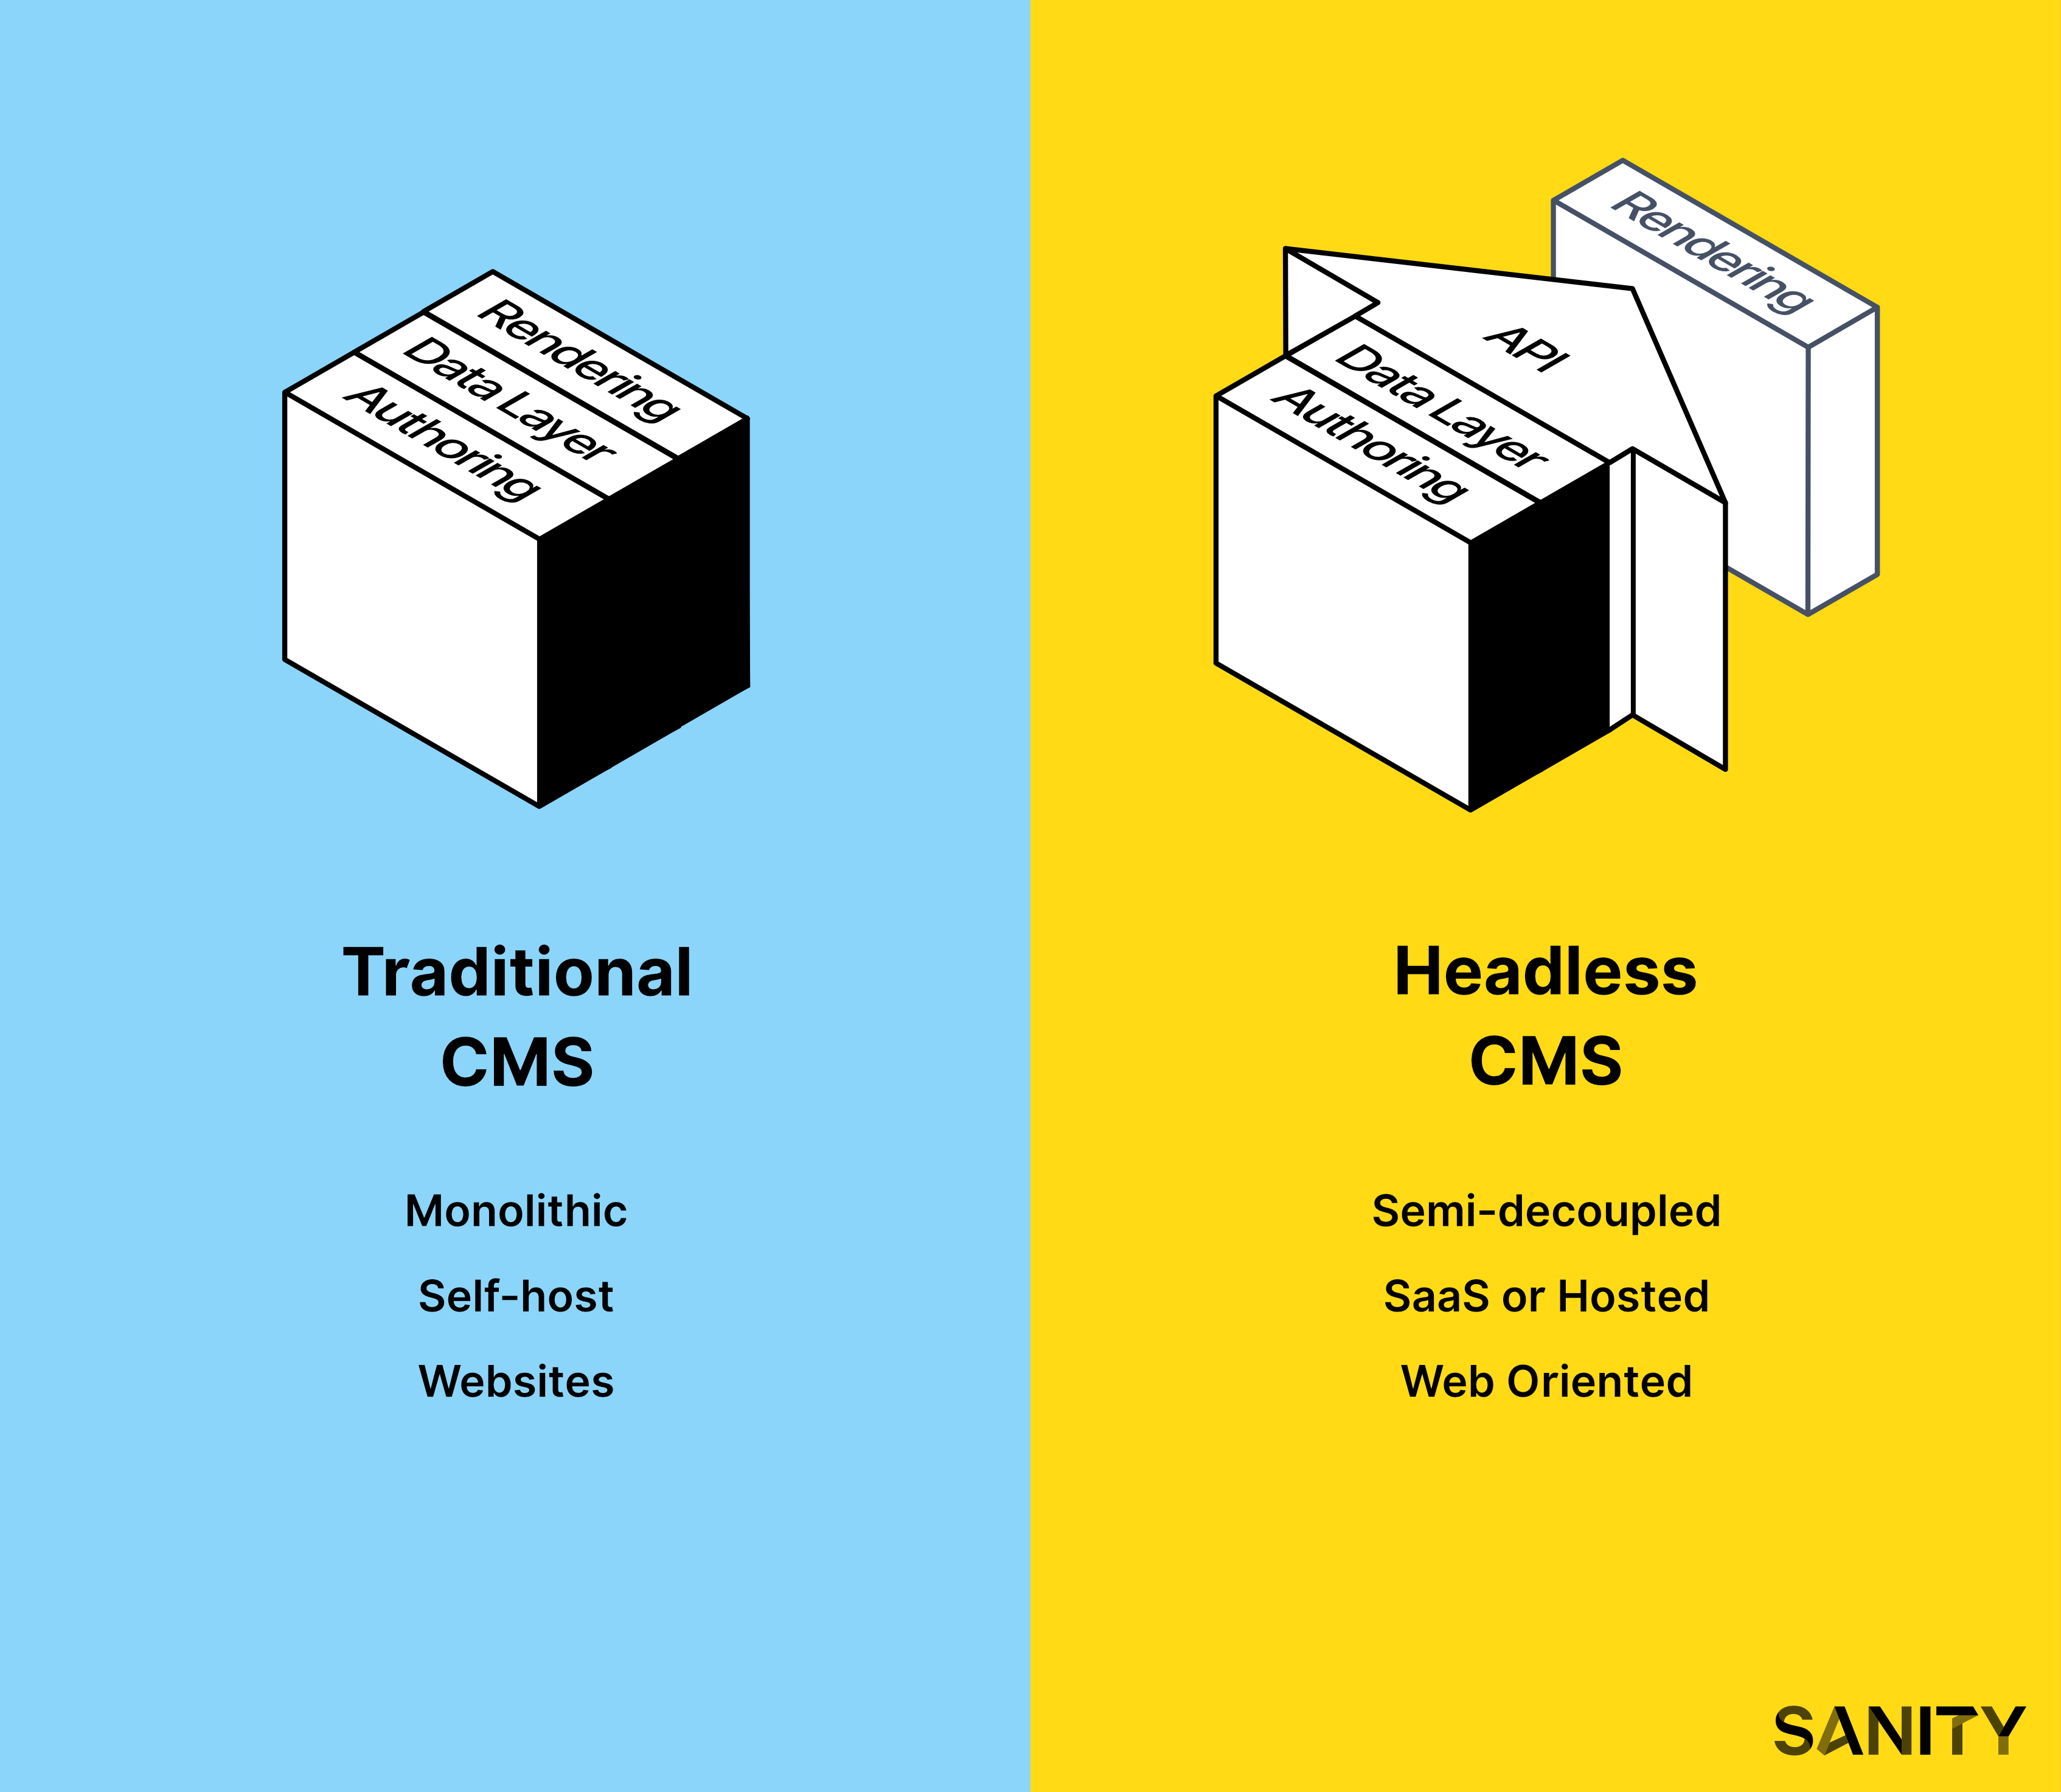 Rendering
Data Layer
Authoring
Traditional
CMS
Monolithic
Self-host
Websites
Rendering
API
Data Layer
Authoring
Headless
CMS
Semi-decoupled
SaaS or Hosted
Web Oriented
SANITY